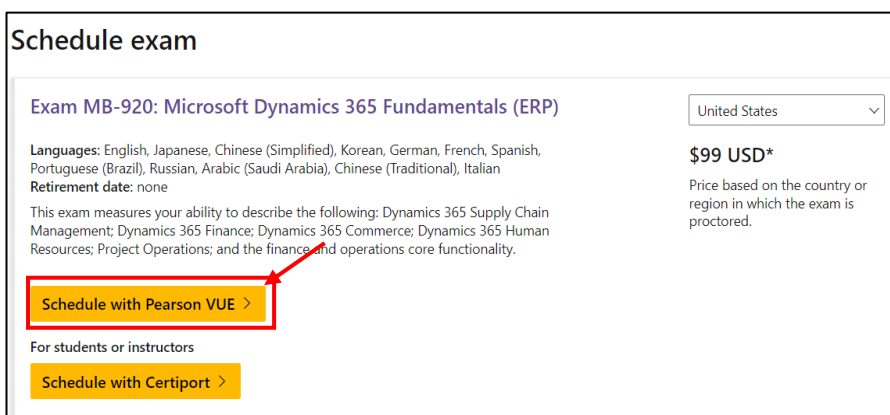 Schedule exam
Exam MB-920: Microsoft Dynamics 365 Fundamentals (ERP)
United States
Languages: English, Japanese, Chinese (Simplified), Korean, German, French, Spanish,
Portuguese (Brazil), Russian, Arabic (Saudi Arabia), Chinese (Traditional), Italian
Retirement date: none
$99 USD*
Price based on the country or
region in which the exam is
proctored.
This exam measures your ability to describe the following: Dynamics 365 Supply Chain
Management; Dynamics 365 Finance; Dynamics 365 Commerce; Dynamics 365 Human
Resources; Project Operations; and the finance and operations core functionality.
Schedule with Pearson VUE >
For students or instructors
Schedule with Certiport >